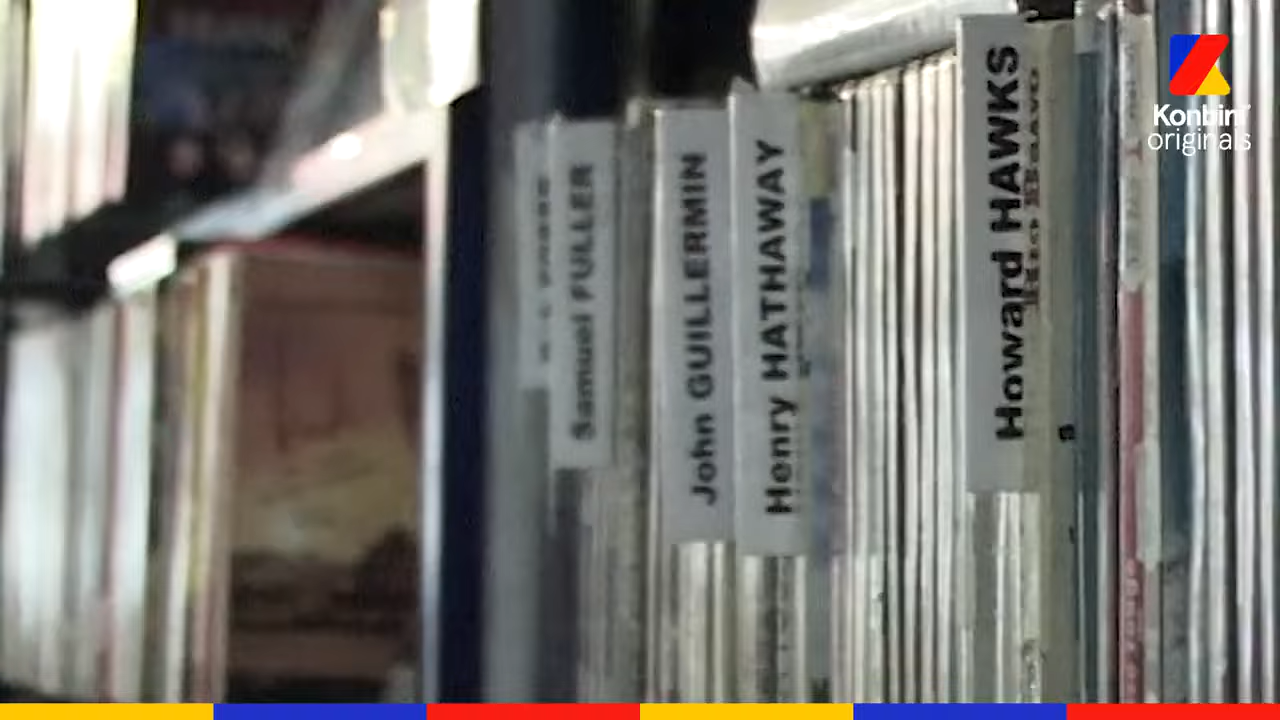 Samuel FULLER
John GUILLERMIN
Henry HATHAWAY
Howard HAWKS
Konbini
originals